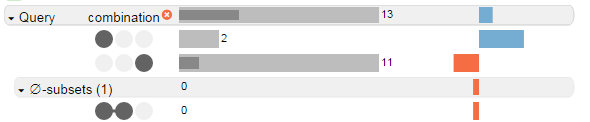 Query combination 13
2
11
∅-subsets (1) 0
0